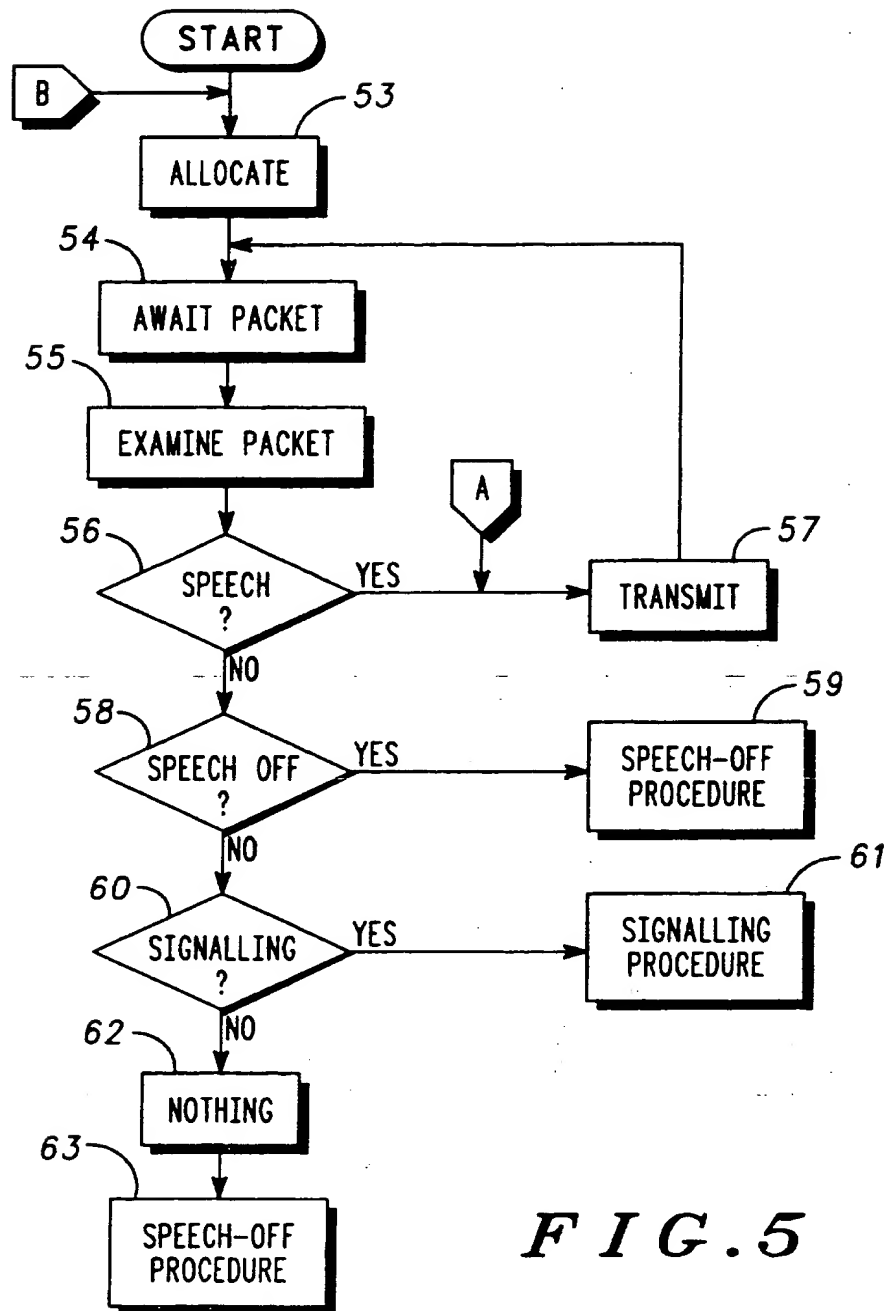 START
B
53
ALLOCATE
54
AWAIT PACKET
55
EXAMINE PACKET
A
56
SPEECH
?
YES
57
TRANSMIT
NO
58
SPEECH OFF
?
YES
59
SPEECH-OFF
PROCEDURE
NO
60
SIGNALLING
?
YES
61
SIGNALLING
PROCEDURE
NO
62
NOTHING
63
SPEECH-OFF
PROCEDURE
FIG.5